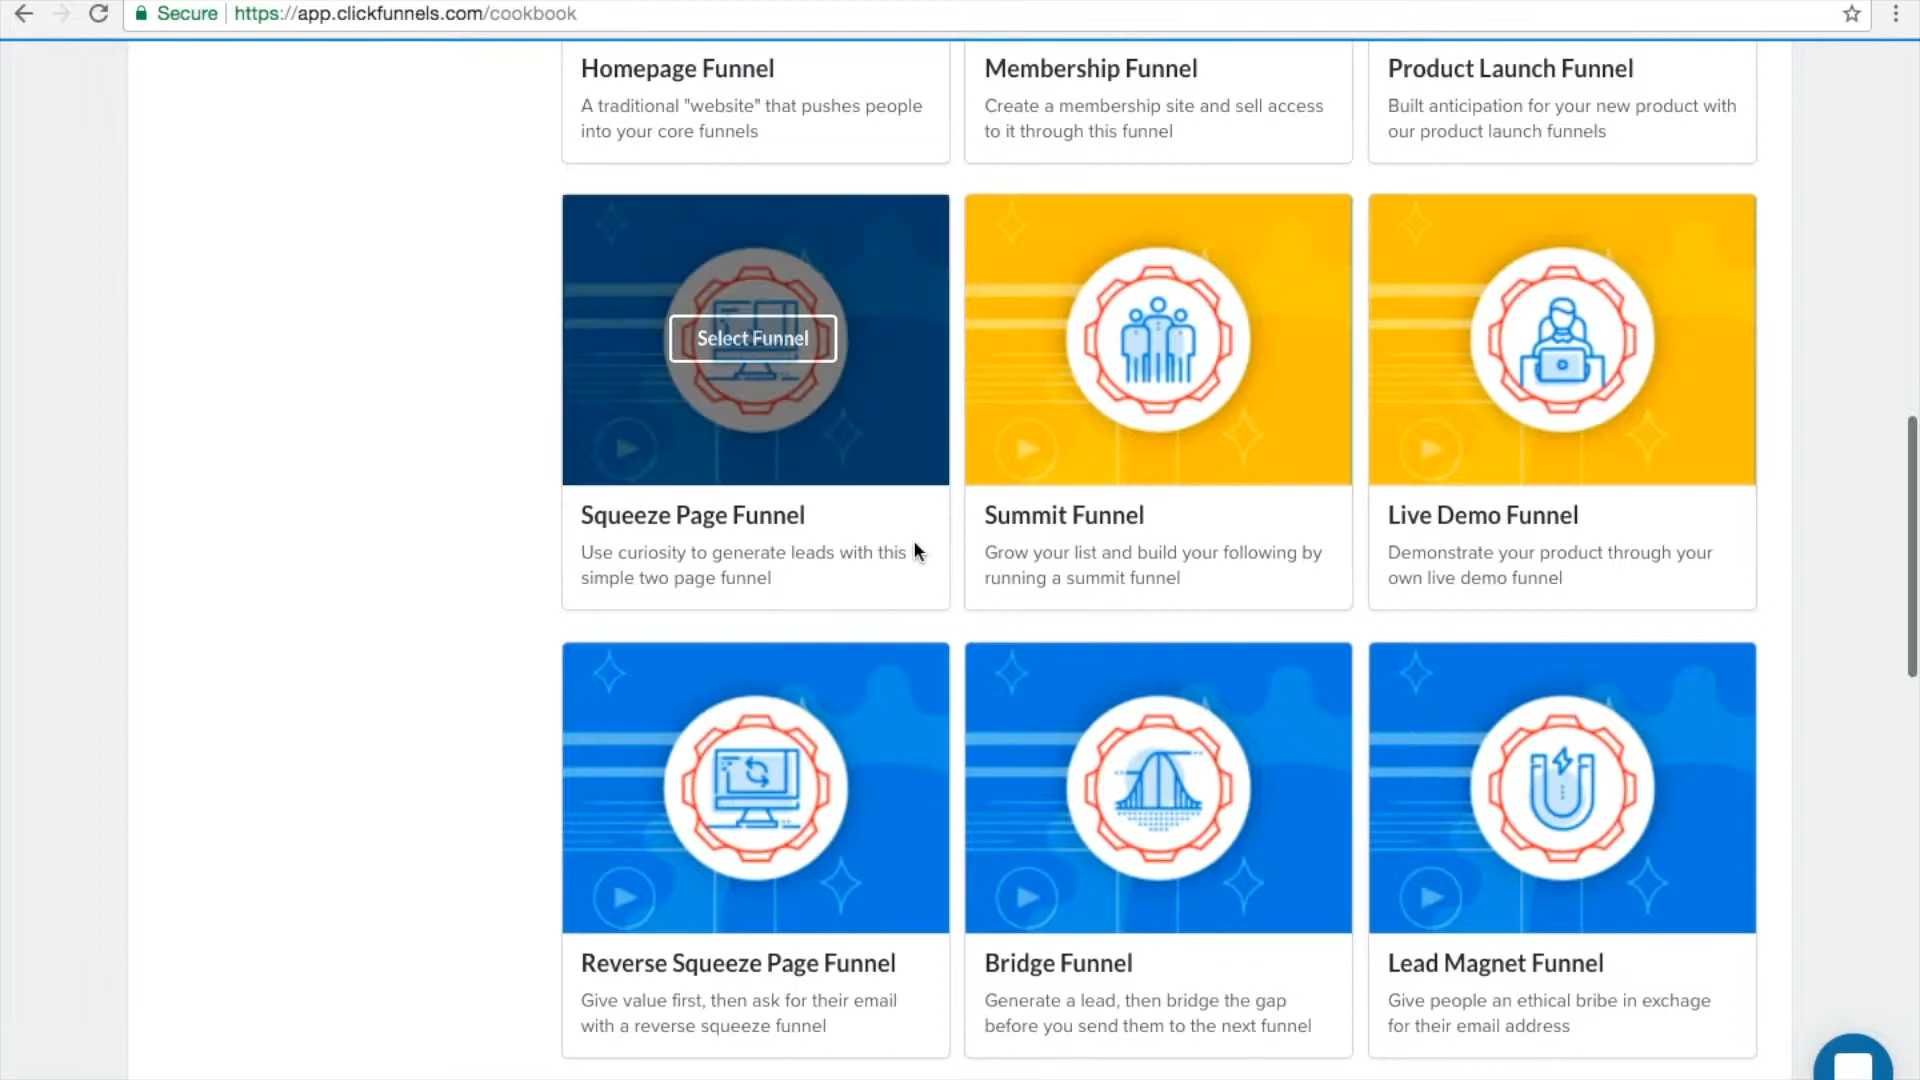 Secure https://app.clickfunnels.com/cookbook
Homepage Funnel
A traditional "website" that pushes people
into your core funnels
Membership Funnel
Create a membership site and sell access
to it through this funnel
Product Launch Funnel
Built anticipation for your new product with
our product launch funnels
Select Funnel
Squeeze Page Funnel
Use curiosity to generate leads with this
simple two page funnel
Summit Funnel
Grow your list and build your following by
running a summit funnel
Live Demo Funnel
Demonstrate your product through your
own live demo funnel
Reverse Squeeze Page Funnel
Give value first, then ask for their email
with a reverse squeeze funnel
Bridge Funnel
Generate a lead, then bridge the gap
before you send them to the next funnel
Lead Magnet Funnel
Give people an ethical bribe in exchage
for their email address